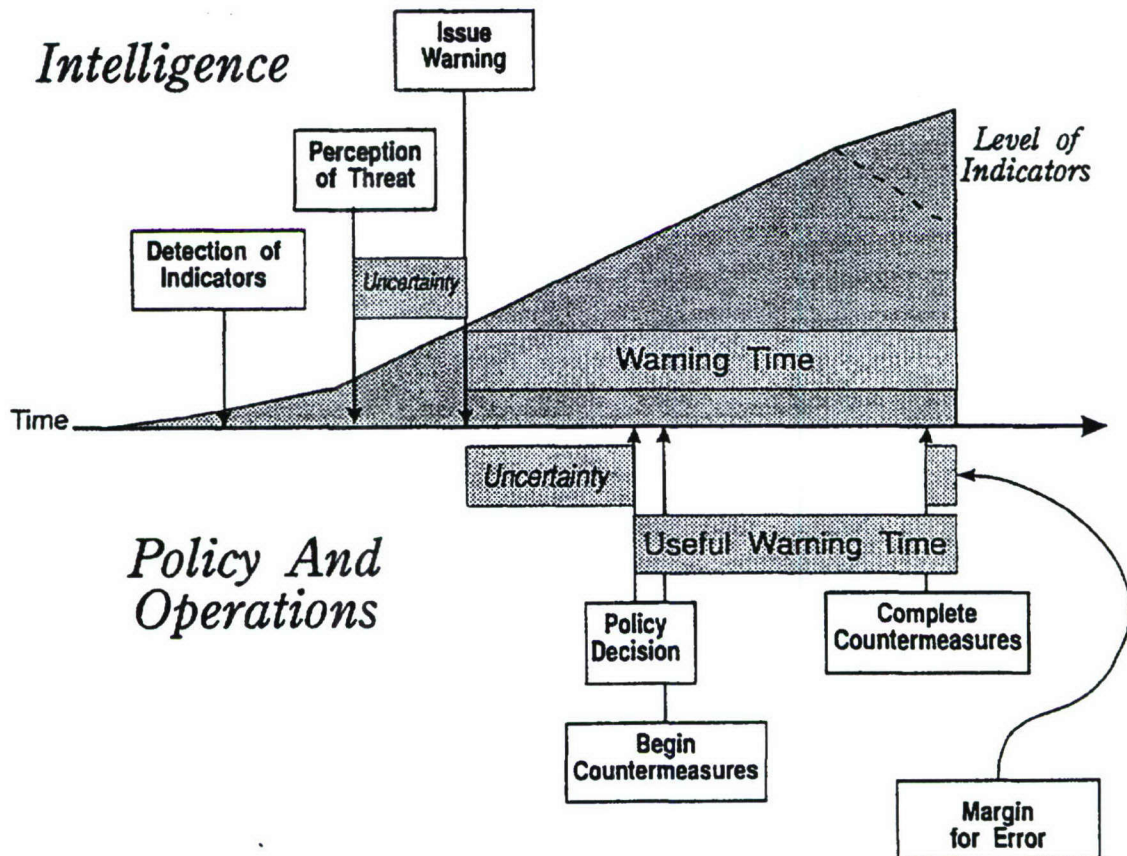 Intelligence
Issue
Warning
Perception
of Threat
Detection of
Indicators
Uncertainty
Level of
Indicators
Warning Time
Time
Uncertainty
Useful Warning Time
Policy And
Operations
Policy
Decision
Complete
Countermeasures
Begin
Countermeasures
Margin
for Error